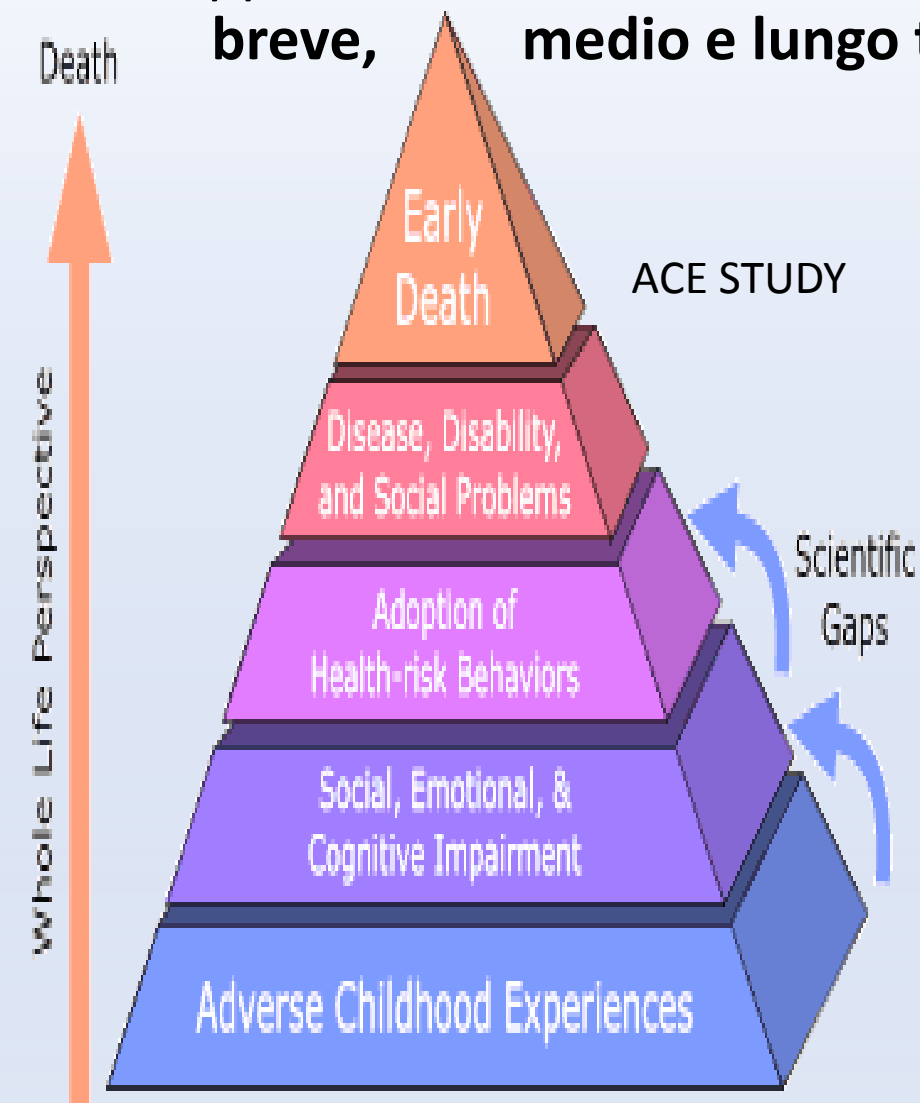 breve, medio e lungo
Death
Early
Death
ACE STUDY
Disease, Disability,
and Social Problems
Scientific
Gaps
Adoption of
Health-risk Behaviors
Whole Life Perspective
Social, Emotional, &
Cognitive Impairment
Adverse Childhood Experiences